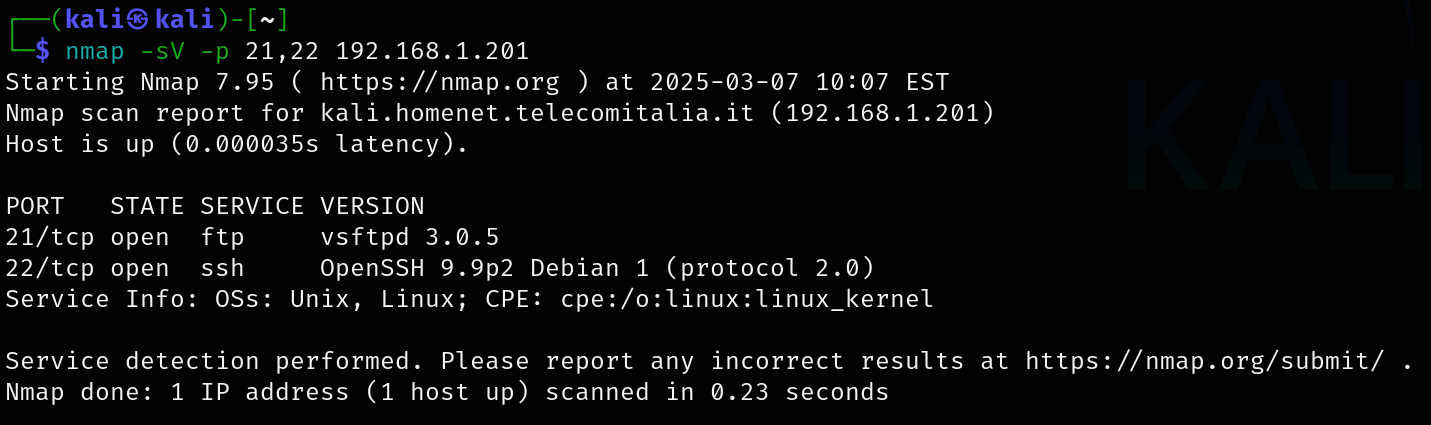 ┌──(kali㉿kali)-[~]
└─$ nmap -sV -p 21,22 192.168.1.201
Starting Nmap 7.95 ( https://nmap.org ) at 2025-03-07 10:07 EST
Nmap scan report for kali.homenet.telecomitalia.it (192.168.1.201)
Host is up (0.000035s latency).

PORT   STATE SERVICE VERSION
21/tcp open  ftp     vsftpd 3.0.5
22/tcp open  ssh     OpenSSH 9.9p2 Debian 1 (protocol 2.0)
Service Info: OSs: Unix, Linux; CPE: cpe:/o:linux:linux_kernel

Service detection performed. Please report any incorrect results at https://nmap.org/submit/ .
Nmap done: 1 IP address (1 host up) scanned in 0.23 seconds
KALI